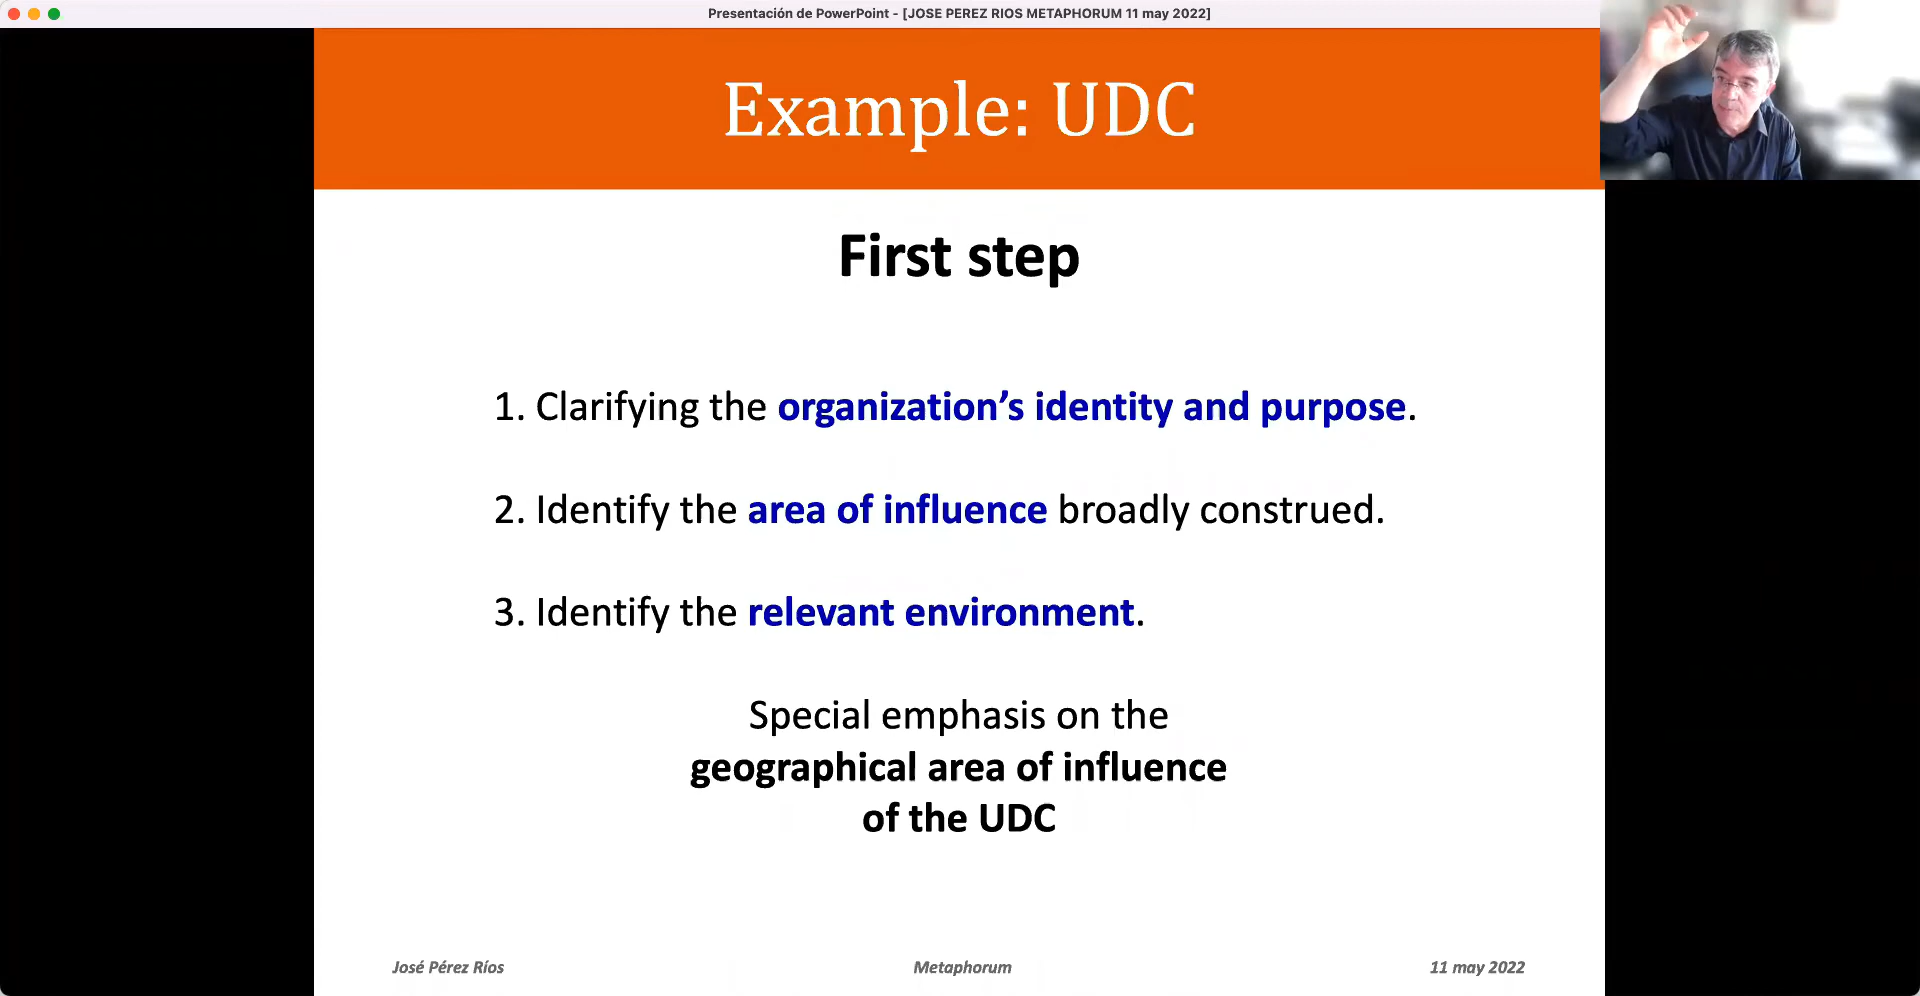 Presentación de PowerPoint - [JOSE PEREZ RIOS METAPHORUM 11 may 2022]
Example: UDC
First step
1. Clarifying the organization’s identity and purpose.
2. Identify the area of influence broadly construed.
3. Identify the relevant environment.
Special emphasis on the
geographical area of influence
of the UDC
José Pérez Ríos
Metaphorum
11 may 2022